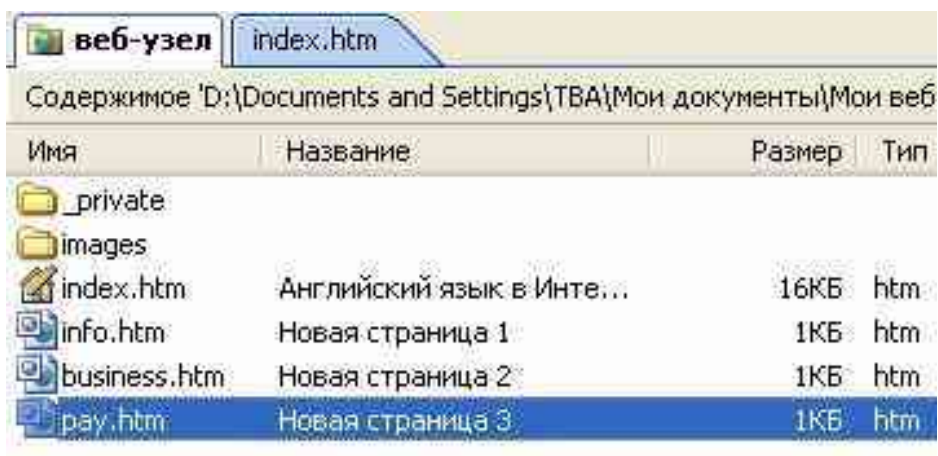 веб-узел index.htm
Содержимое 'D:\Documents and Settings\TBA\Мои документы\Мои веб
Имя Название Размер Тип
_private
images
index.htm Английский язык в Инте... 16КБ htm
info.htm Новая страница 1 1КБ htm
business.htm Новая страница 2 1КБ htm
pay.htm Новая страница 3 1КБ htm